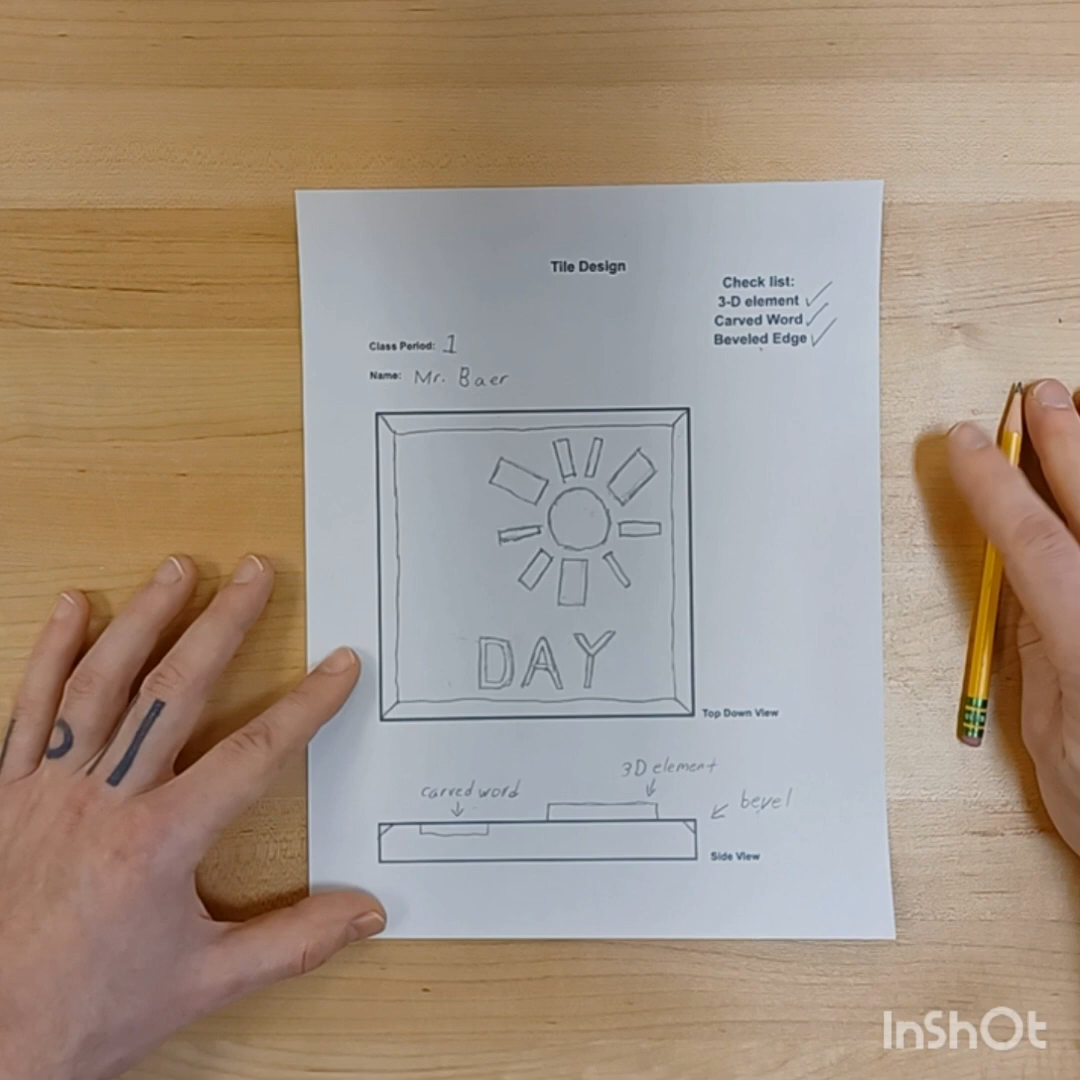 Tile Design
Check list:
3-D element
Carved Word
Beveled Edge
Class Period: 1
Name: Mr. Baer
DAY
Top Down View
3D element
carved word
bevel
Side View
InShOt